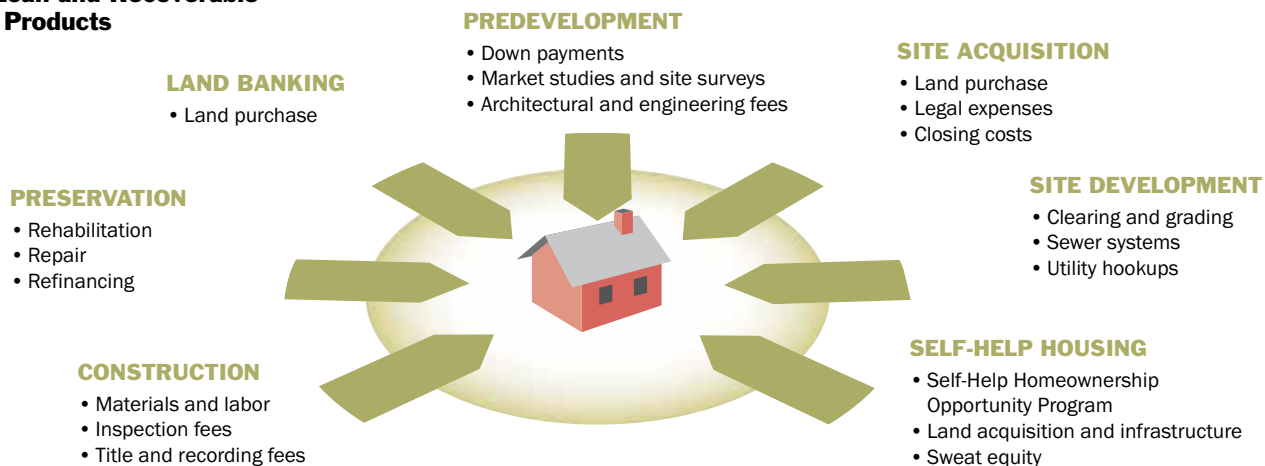 Products
PREDEVELOPMENT
• Down payments
• Market studies and site surveys
• Architectural and engineering fees
SITE ACQUISITION
• Land purchase
• Legal expenses
• Closing costs
LAND BANKING
• Land purchase
SITE DEVELOPMENT
• Clearing and grading
• Sewer systems
• Utility hookups
PRESERVATION
• Rehabilitation
• Repair
• Refinancing
SELF-HELP HOUSING
• Self-Help Homeownership
Opportunity Program
• Land acquisition and infrastructure
• Sweat equity
CONSTRUCTION
• Materials and labor
• Inspection fees
• Title and recording fees